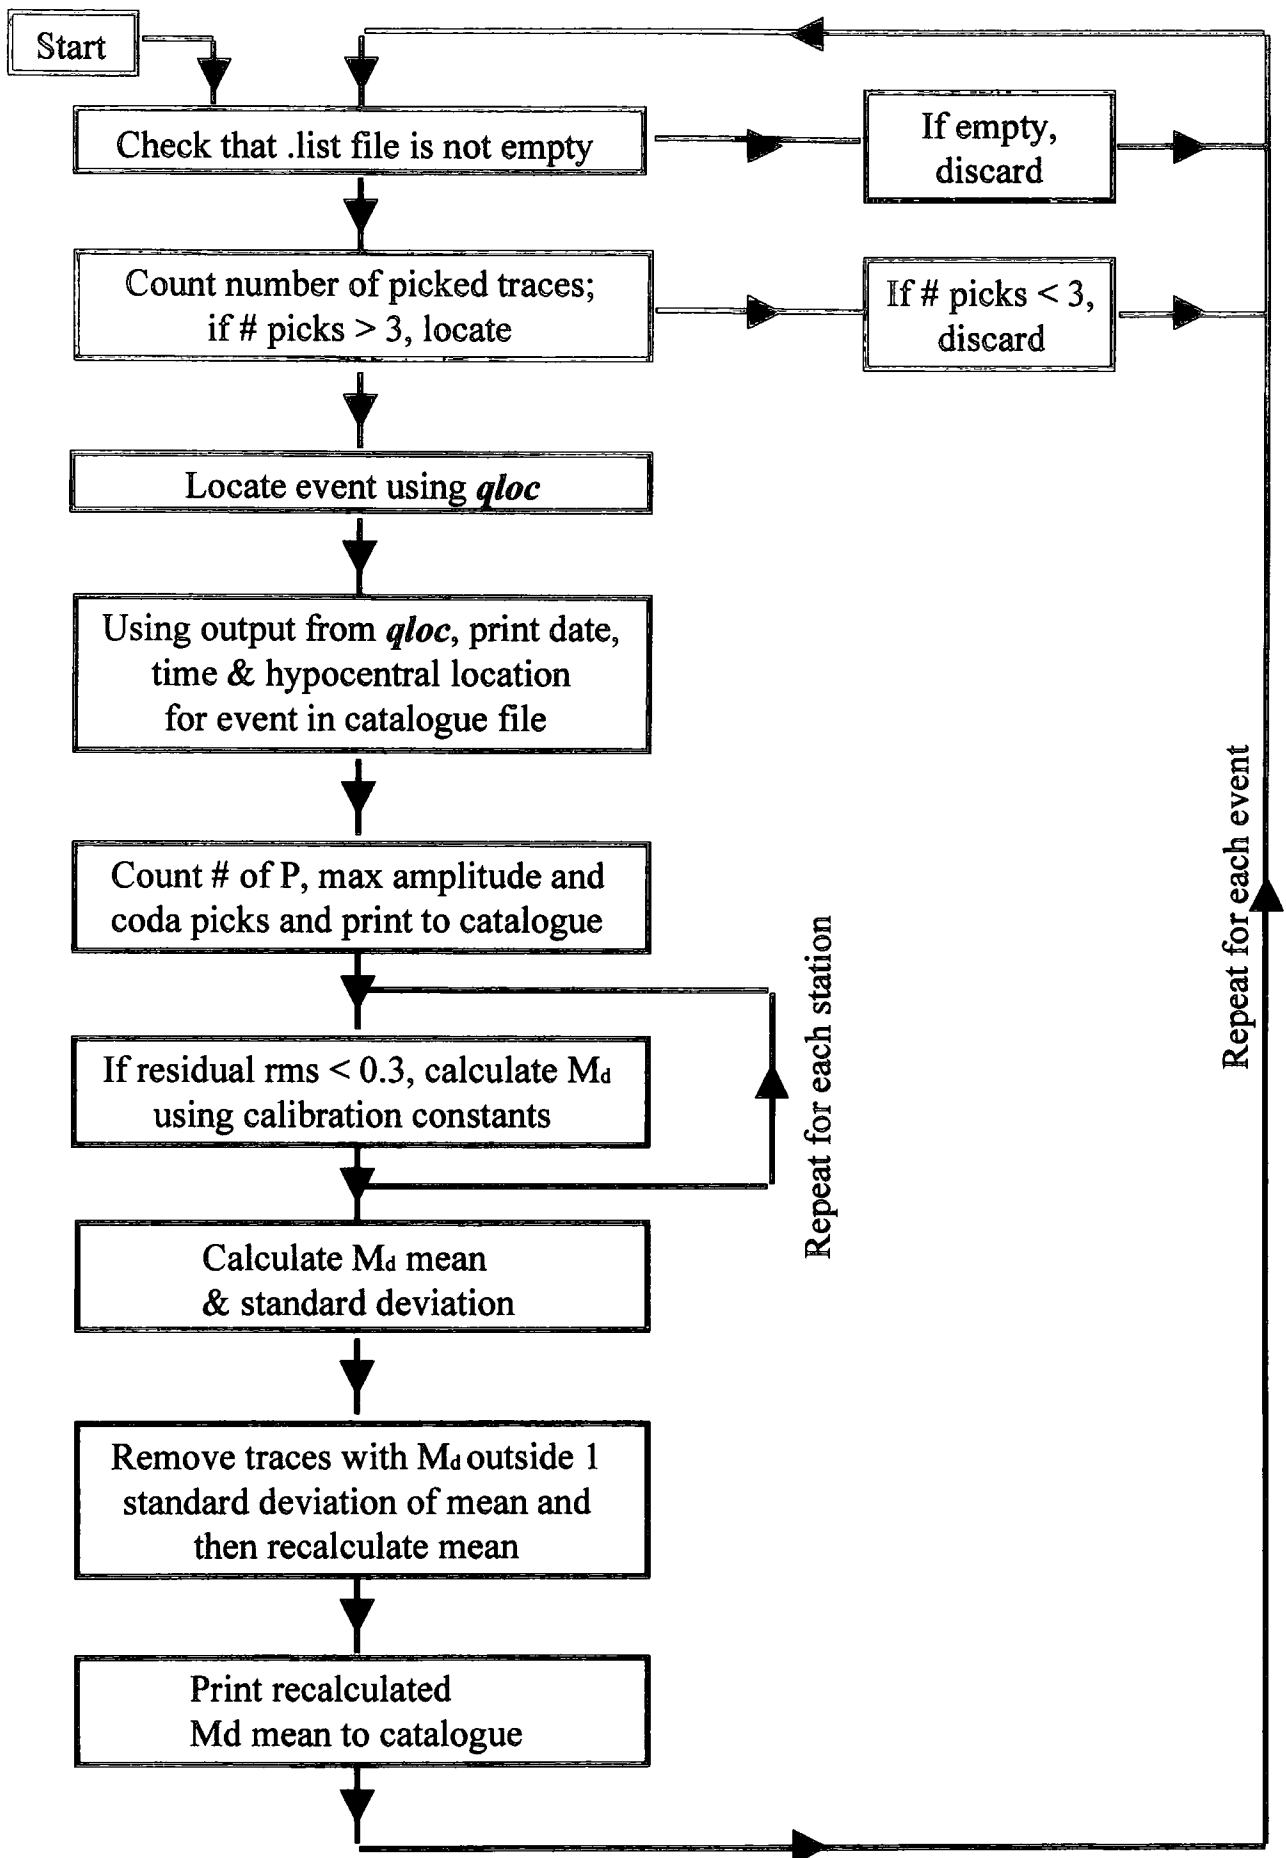 Start
Check that .list file is not empty
If empty,
discard
Count number of picked traces;
if # picks > 3, locate
If # picks < 3,
discard
Locate event using qloc
Using output from qloc, print date,
time & hypocentral location
for event in catalogue file
Count # of P, max amplitude and
coda picks and print to catalogue
If residual rms < 0.3, calculate Md
using calibration constants
Repeat for each station
Repeat for each event
Calculate Md mean
& standard deviation
Remove traces with Md outside 1
standard deviation of mean and
then recalculate mean
Print recalculated
Md mean to catalogue